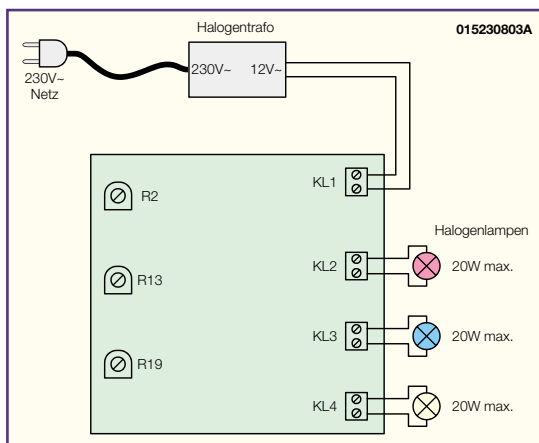 Halogentrafo
015230803A
230V~
Netz
230V~ 12V~
KL1
R2
Halogenlampen
KL2
20W max.
R13
KL3
20W max.
R19
KL4
20W max.